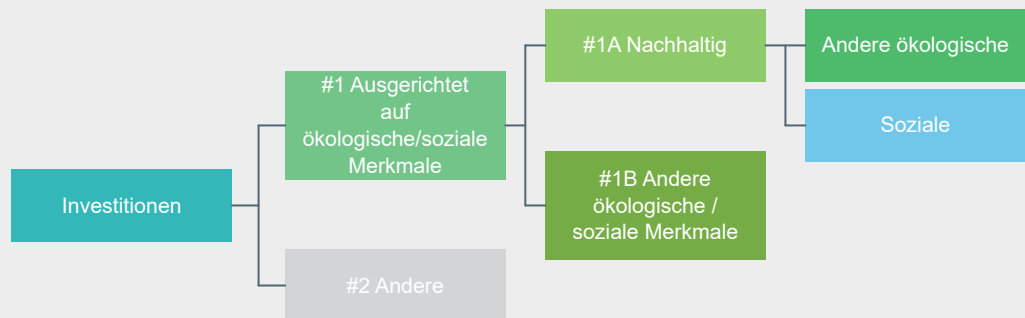 Investitionen
#1 Ausgerichtet
auf
ökologische/soziale
Merkmale
#2 Andere
#1A Nachhaltig
#1B Andere
ökologische /
soziale Merkmale
Andere ökologische
Soziale